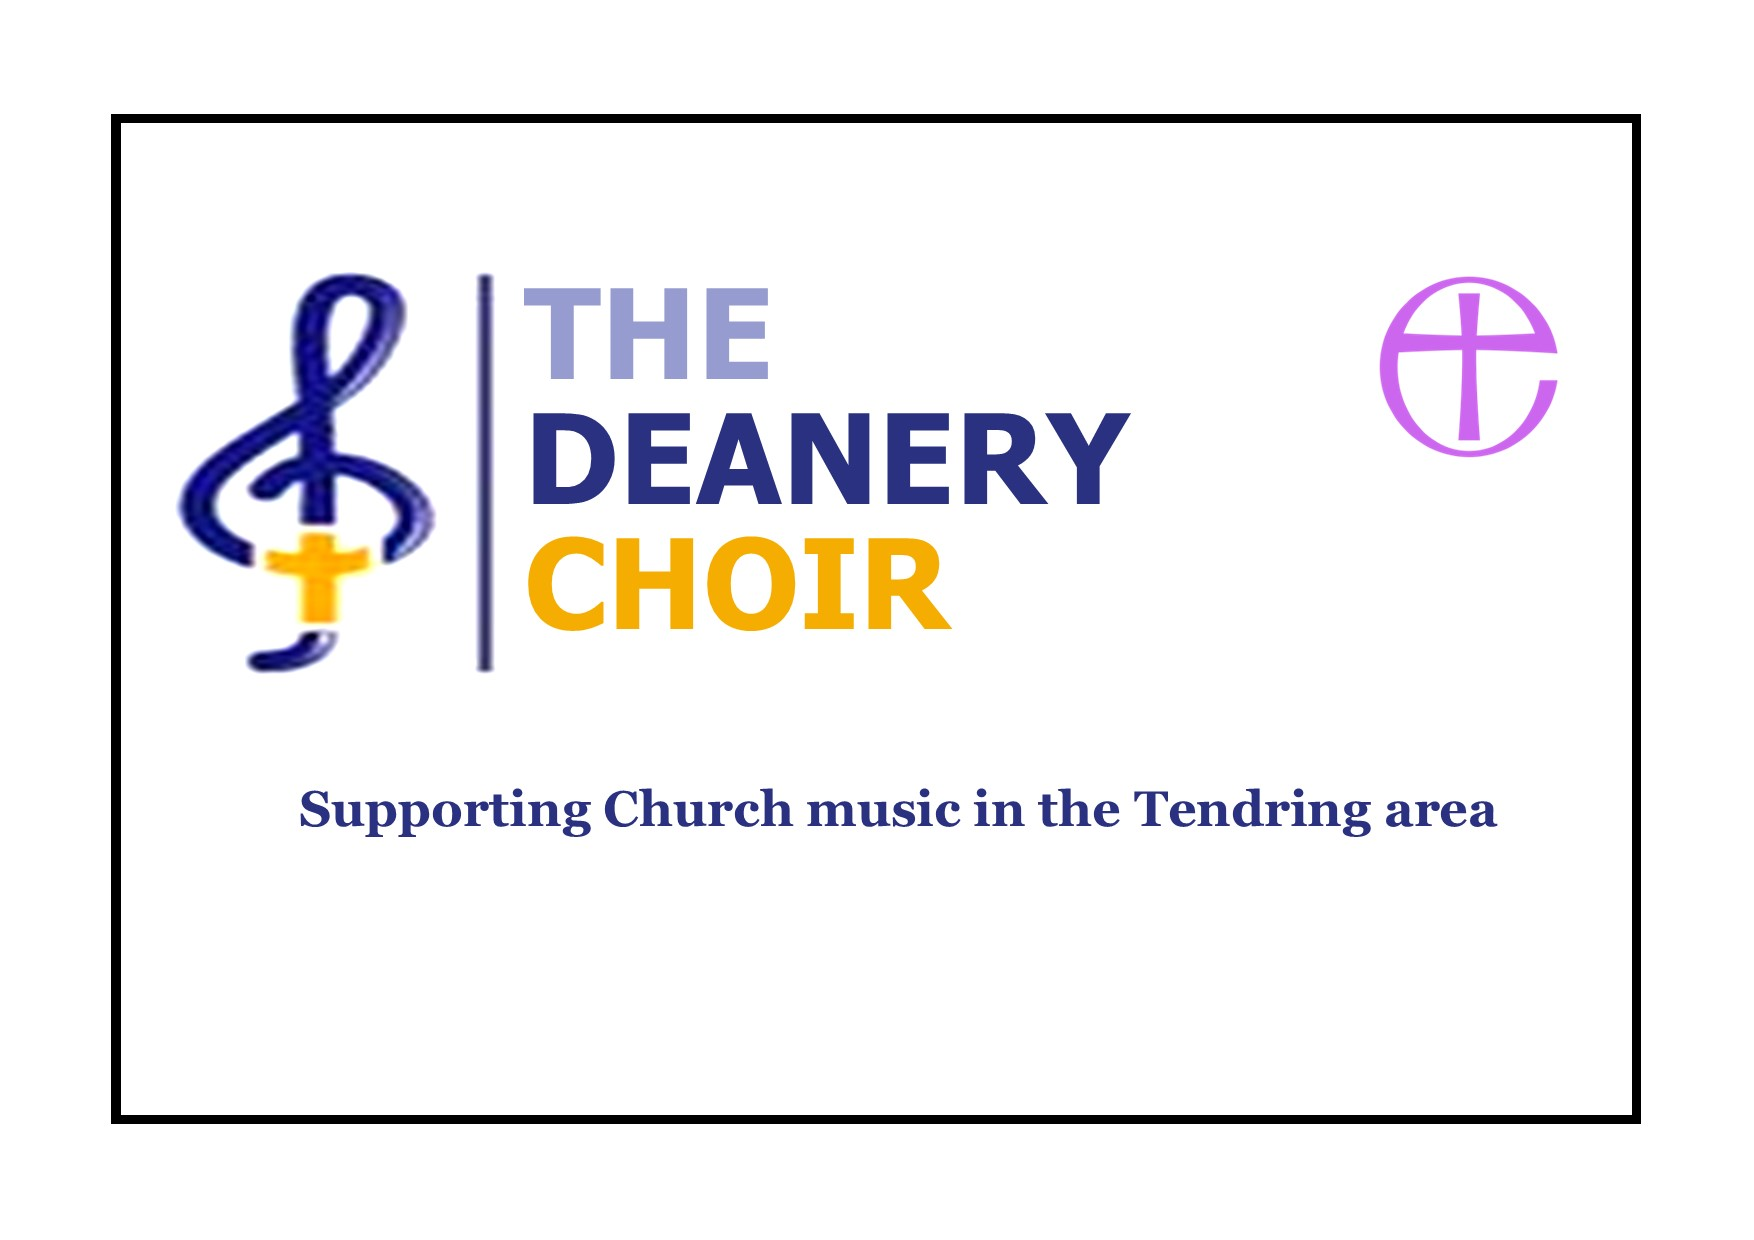 THE
DEANERY
CHOIR
Supporting Church music in the Tendring area